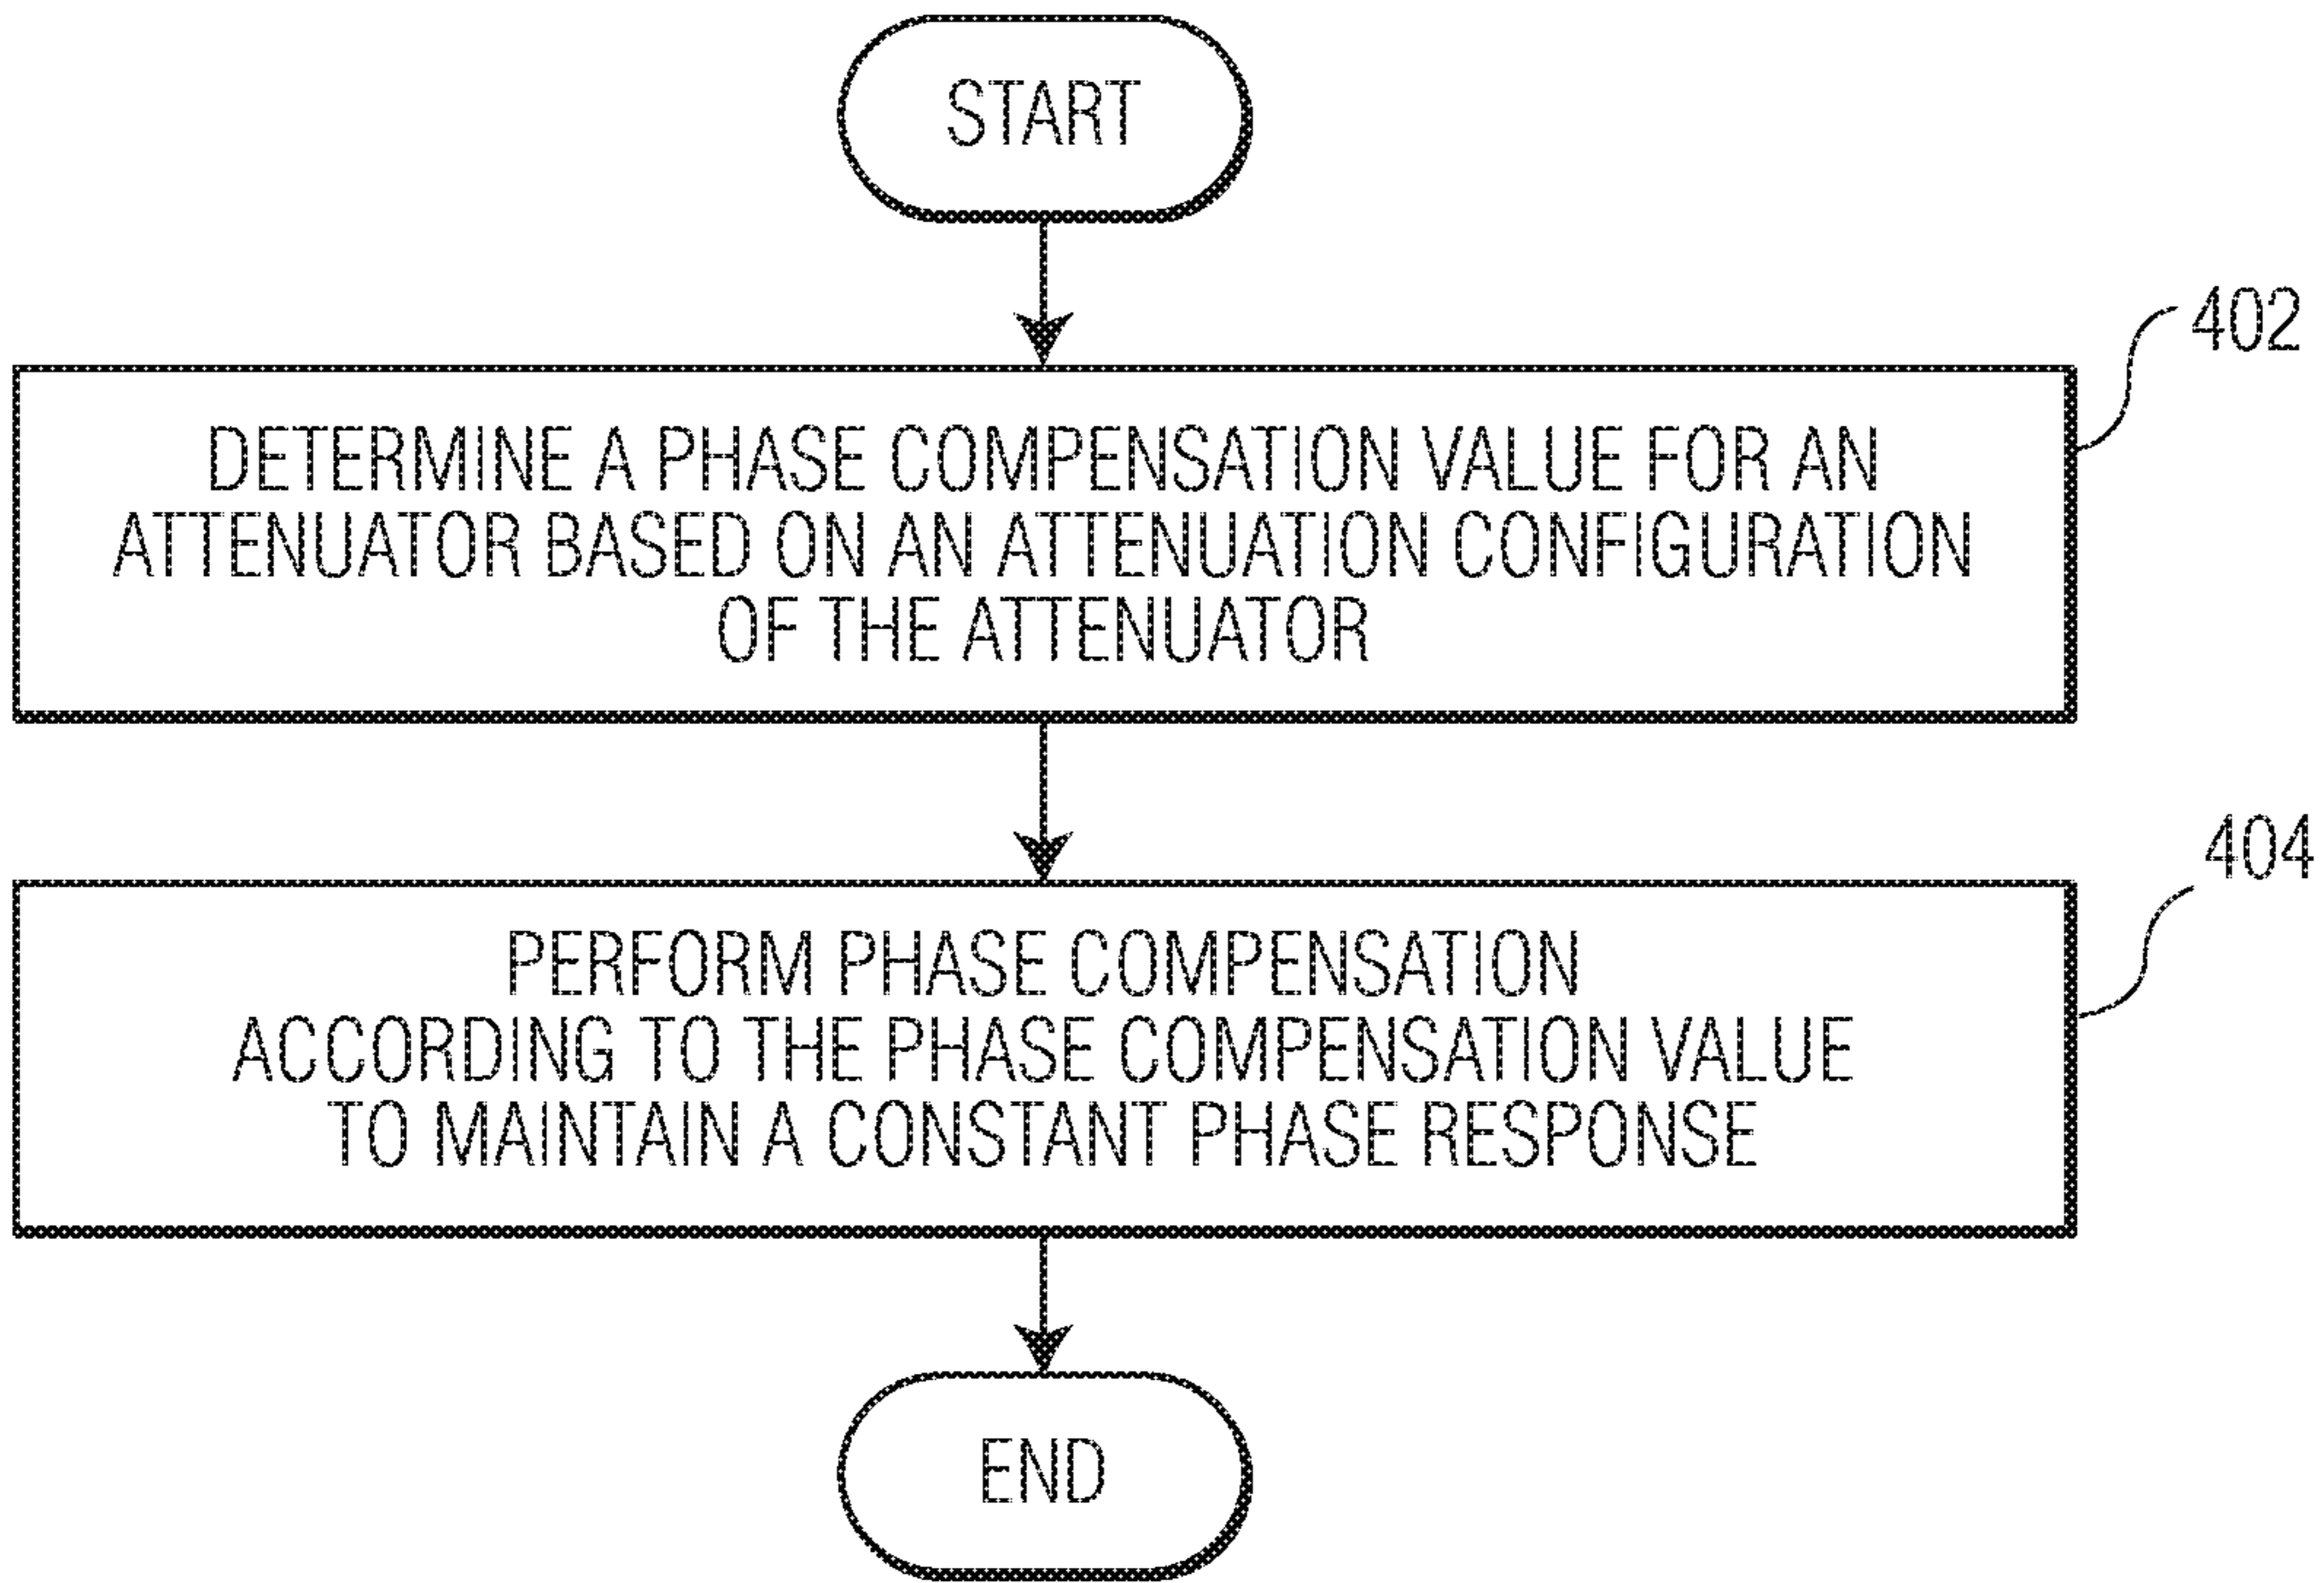 START
402
DETERMINE A PHASE COMPENSATION VALUE FOR AN
ATTENUATOR BASED ON AN ATTENUATION CONFIGURATION
OF THE ATTENUATOR
404
PERFORM PHASE COMPENSATION
ACCORDING TO THE PHASE COMPENSATION VALUE
TO MAINTAIN A CONSTANT PHASE RESPONSE
END